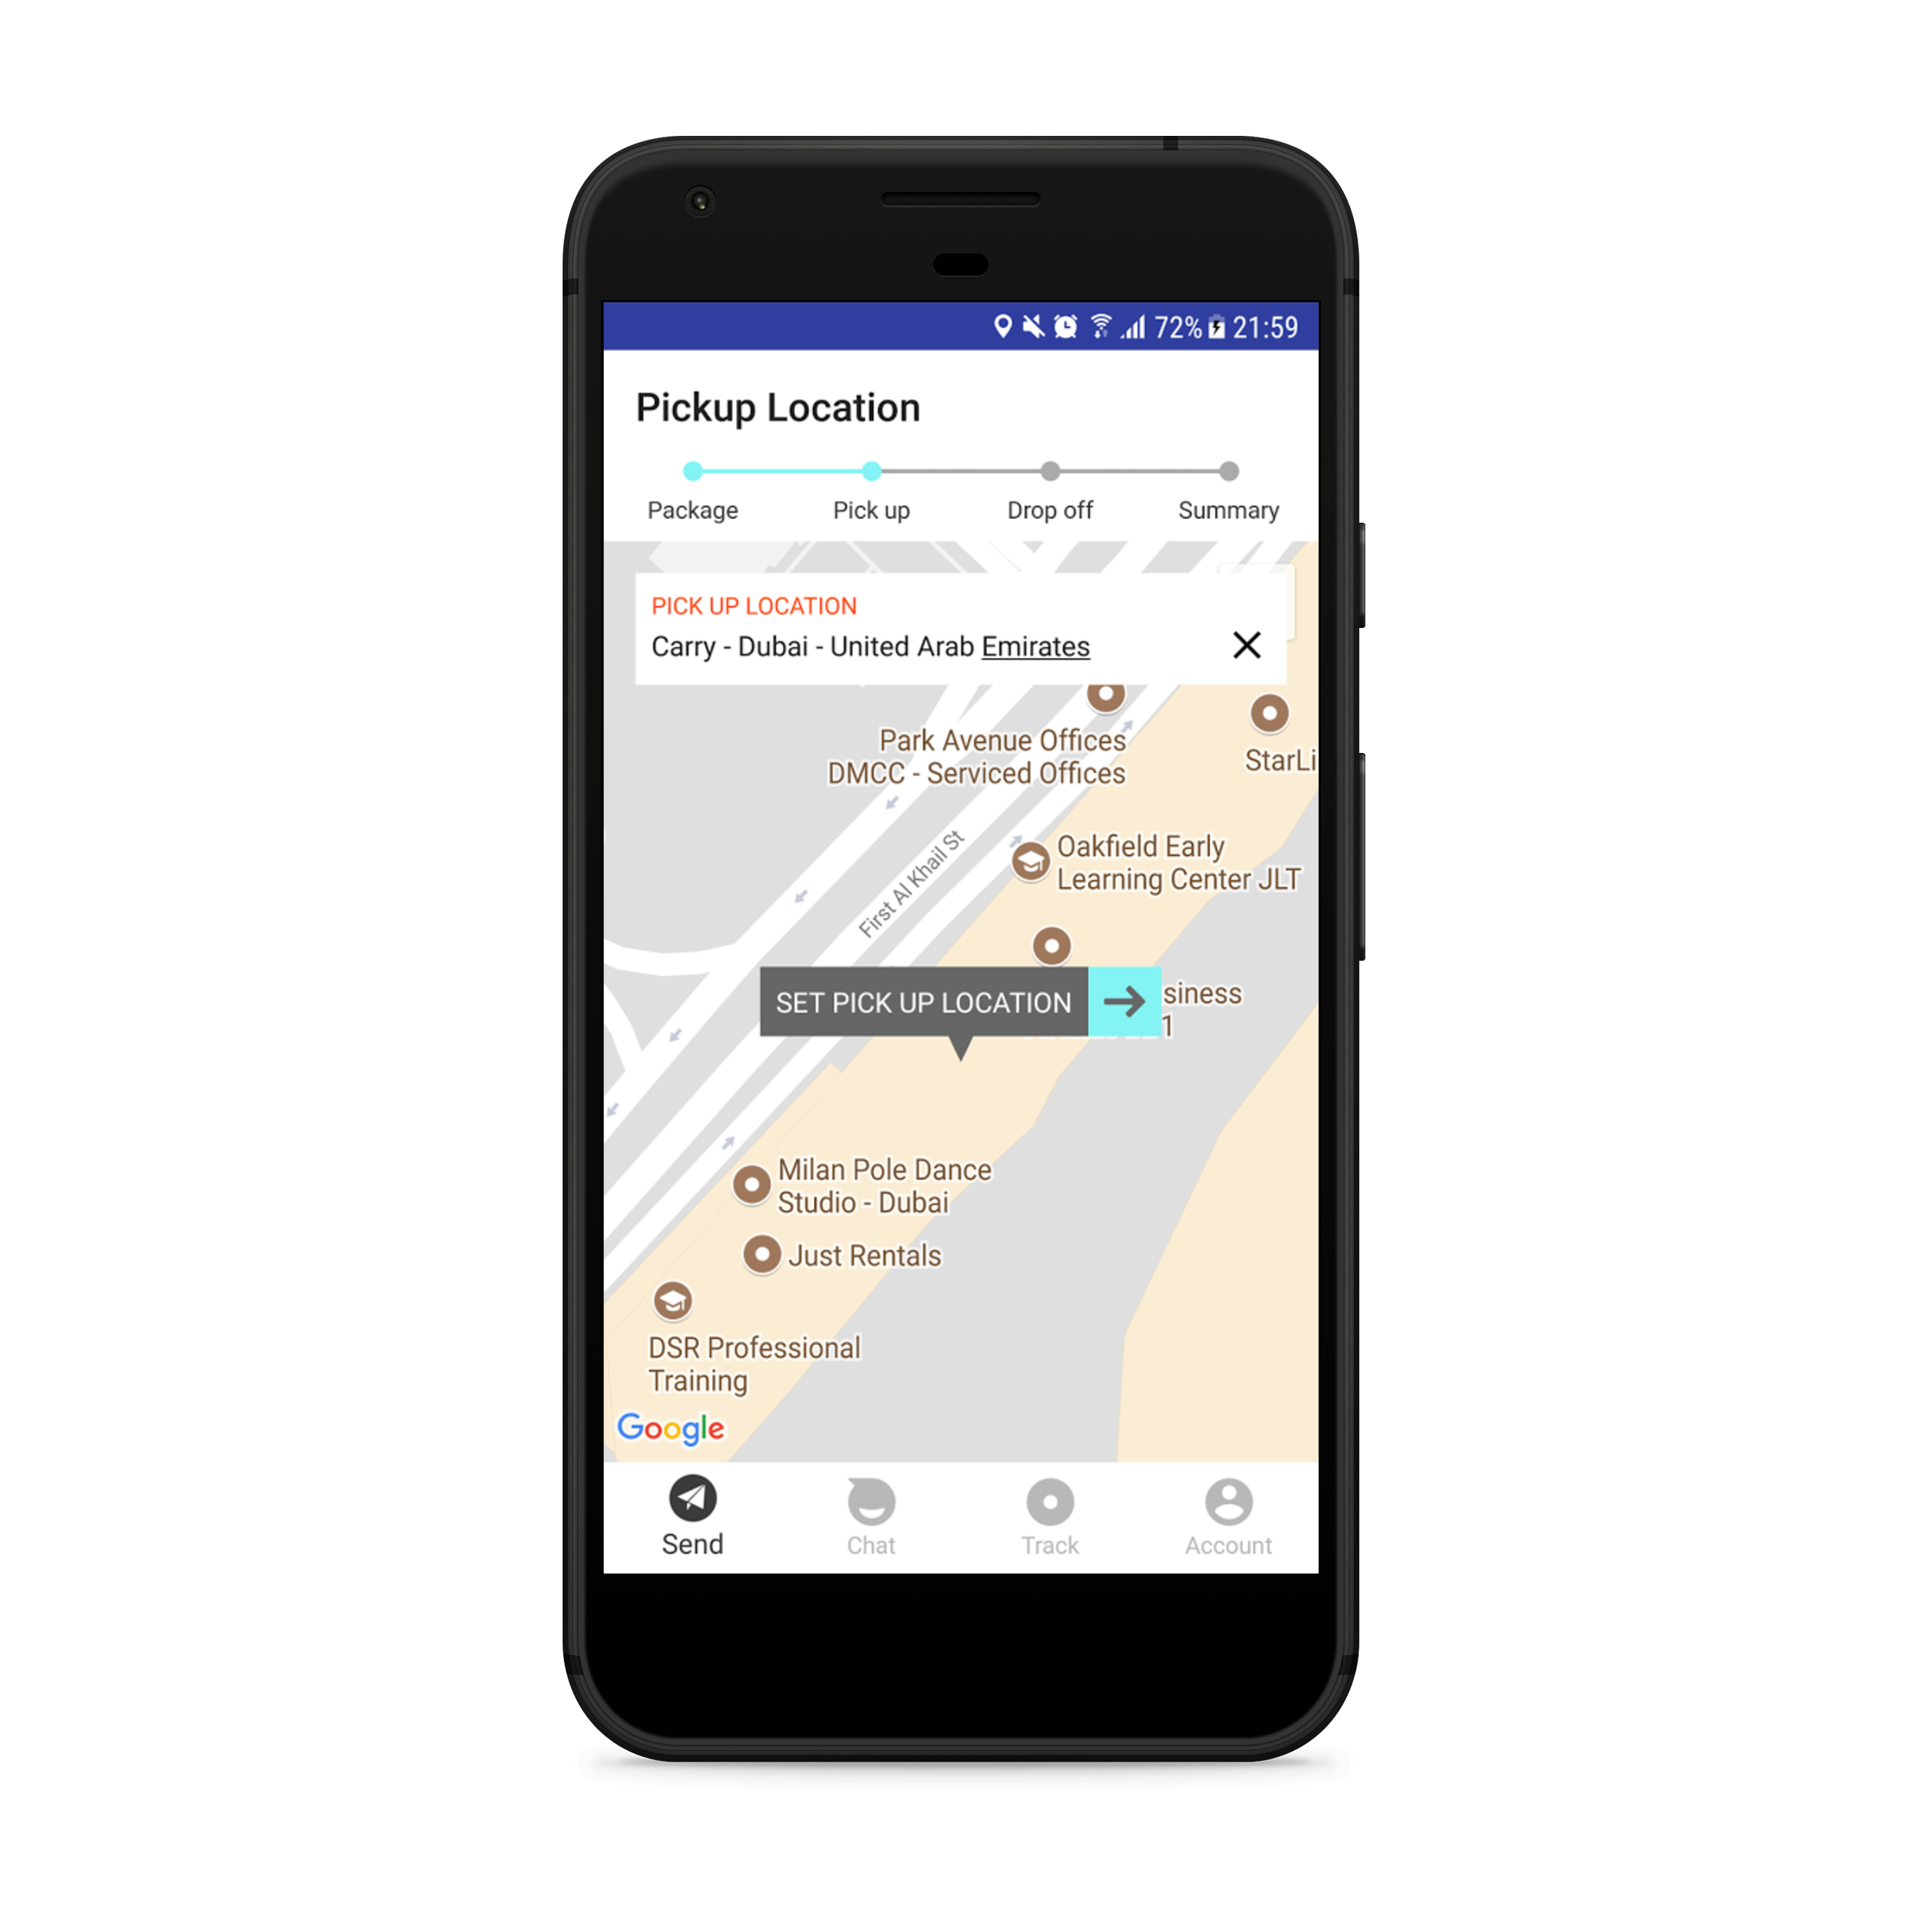 72% 21:59
Pickup Location
Package Pick up Drop off Summary
PICK UP LOCATION
Carry - Dubai - United Arab Emirates
Park Avenue Offices
DMCC - Serviced Offices
StarLi
Oakfield Early
Learning Center JLT
First Al Khail St
siness
1
SET PICK UP LOCATION
Milan Pole Dance
Studio - Dubai
Just Rentals
DSR Professional
Training
Google
Send Chat Track Account